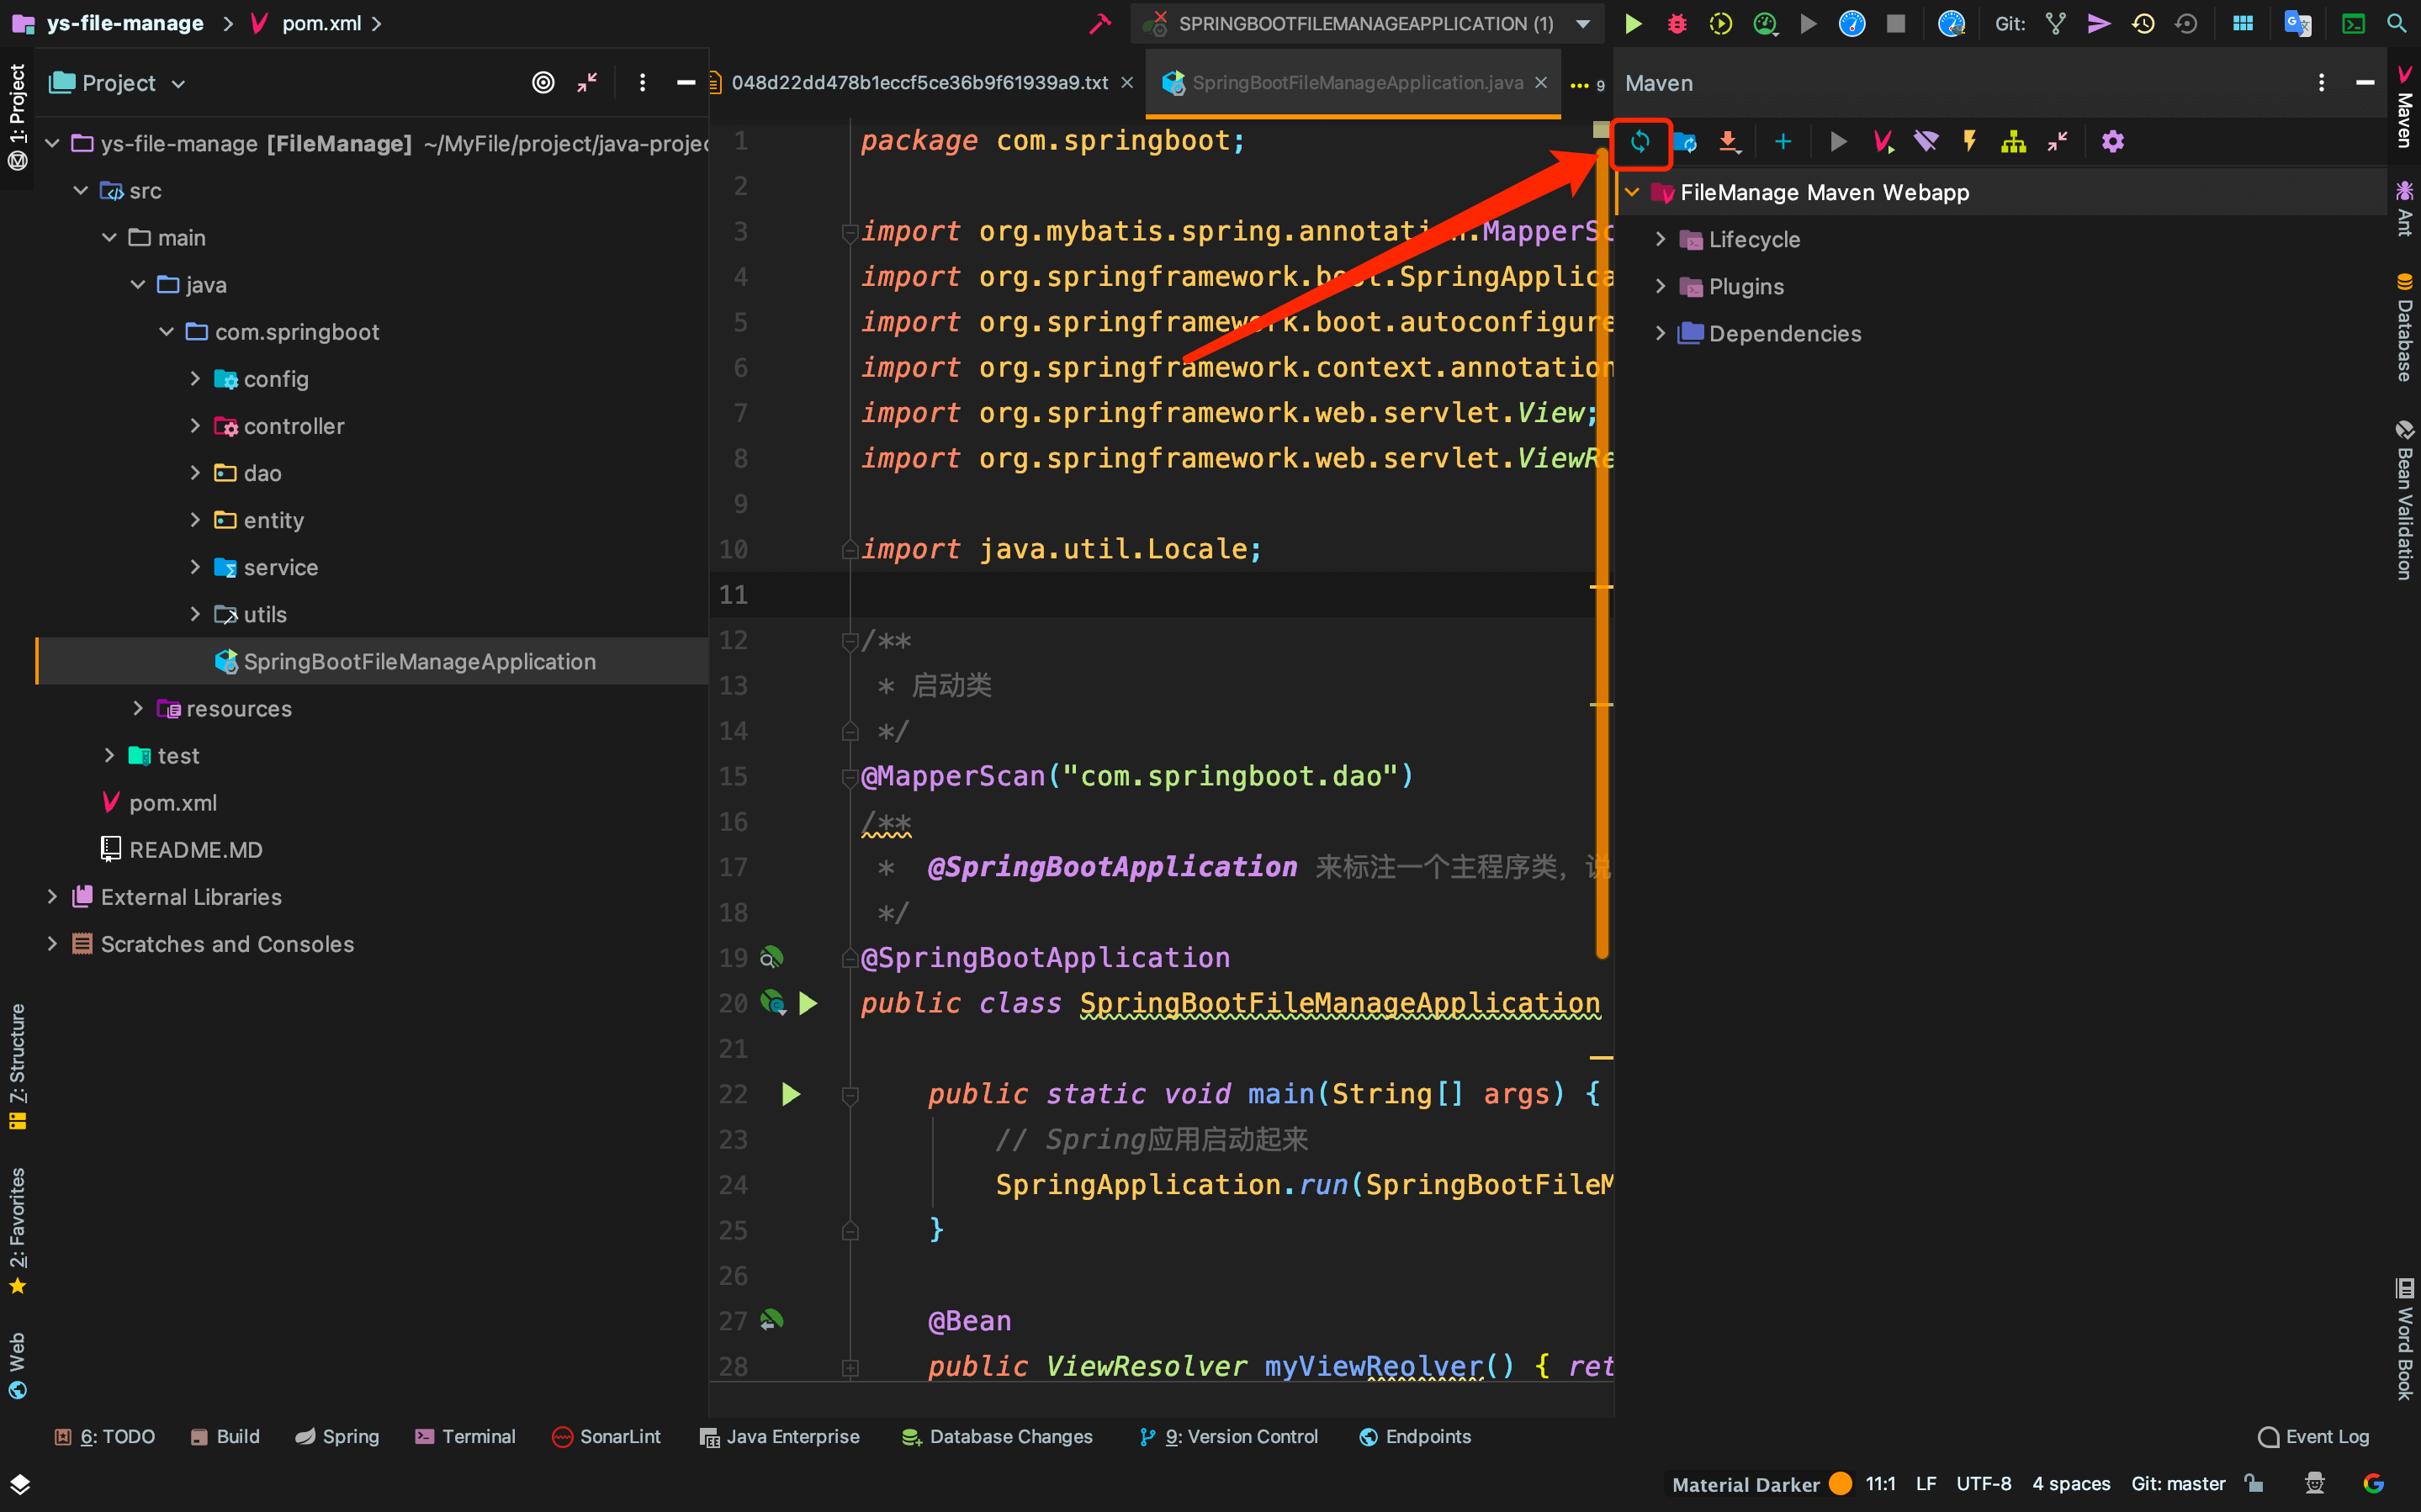 ys-file-manage
pom.xml
SPRINGBOOTFILEMANAGEAPPLICATION (1)
Git:
1: Project
Project
048d22dd478b1eccf5ce36b9f61939a9.txt
SpringBootFileManageApplication.java
9
Maven
Maven
Ant
Database
Bean Validation
Word Book
ys-file-manage [FileManage] ~/MyFile/project/java-projec
src
main
java
com.springboot
config
controller
dao
entity
service
utils
SpringBootFileManageApplication
resources
test
pom.xml
README.MD
External Libraries
Scratches and Consoles
7: Structure
2: Favorites
Web
1 package com.springboot;
2
3 import org.mybatis.spring.annotation.MapperSc
4 import org.springframework.boot.SpringApplica
5 import org.springframework.boot.autoconfigure
6 import org.springframework.context.annotation
7 import org.springframework.web.servlet.View;
8 import org.springframework.web.servlet.ViewRe
9
10 import java.util.Locale;
11
12 /**
13 * 启动类
14 */
15 @MapperScan("com.springboot.dao")
16 /**
17 * @SpringBootApplication 来标注一个主程序类，说
18 */
19 @SpringBootApplication
20 public class SpringBootFileManageApplication
21
22 public static void main(String[] args) {
23 // Spring应用启动起来
24 SpringApplication.run(SpringBootFileM
25 }
26
27 @Bean
28 public ViewResolver myViewReolver() { ret
FileManage Maven Webapp
Lifecycle
Plugins
Dependencies
6: TODO
Build
Spring
Terminal
SonarLint
Java Enterprise
Database Changes
9: Version Control
Endpoints
Event Log
Material Darker
11:1
LF
UTF-8
4 spaces
Git: master